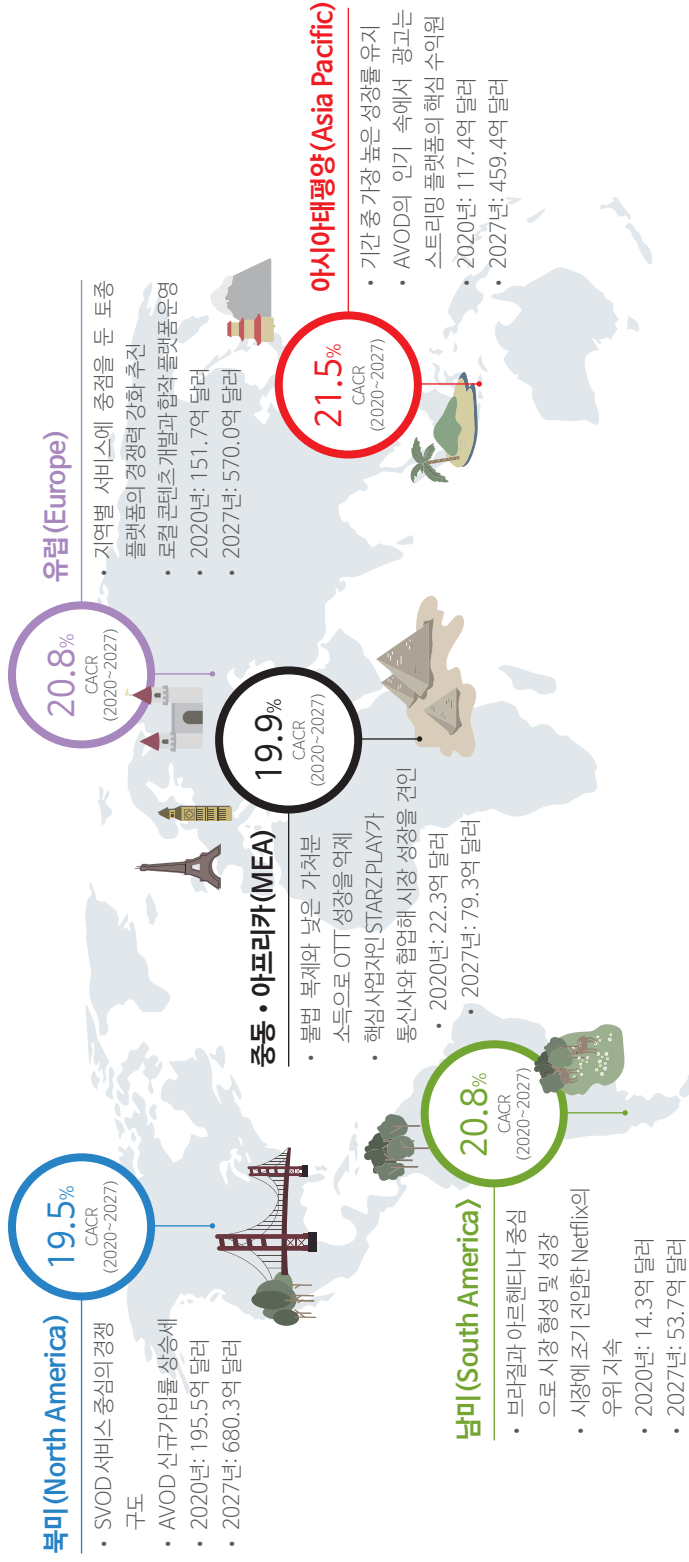 북미(North America)
• SVOD 서비스 중심의 경쟁
구도
• AVOD 신규가입률 상승세
• 2020년: 195.5억 달러
• 2027년: 680.3억 달러
19.5%
CACR
(2020~2027)
유럽(Europe)
• 지역별 서비스에 중점을 둔 토종
플랫폼의 경쟁력 강화 추진
• 로컬 콘텐츠 개발과 합작 플랫폼 운영
• 2020년: 151.7억 달러
• 2027년: 570.0억 달러
20.8%
CACR
(2020~2027)
중동・아프리카(MEA)
• 불법 복제와 낮은 가처분
소득으로 OTT 성장을 억제
• 핵심 사업자인 STARZ PLAY가
통신사와 협업해 시장 성장을 견인
• 2020년: 22.3억 달러
• 2027년: 79.3억 달러
19.9%
CACR
(2020~2027)
아시아태평양(Asia Pacific)
• 기간 중 가장 높은 성장률 유지
• AVOD의 인기 속에서 광고는
스트리밍 플랫폼의 핵심 수익원
• 2020년: 117.4억 달러
• 2027년: 459.4억 달러
21.5%
CACR
(2020~2027)
남미(South America)
• 브라질과 아르헨티나 중심
으로 시장 형성 및 성장
• 시장에 조기 진입한 Netflix의
우위 지속
• 2020년: 14.3억 달러
• 2027년: 53.7억 달러
20.8%
CACR
(2020~2027)